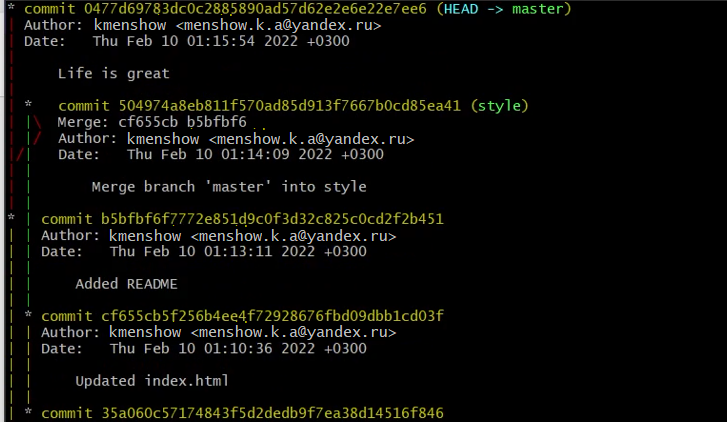 * commit 0477d69783dc0c2885890ad57d62e2e6e22e7ee6 (HEAD -> master)
| Author: kmenshow <menshow.k.a@yandex.ru>
| Date:   Thu Feb 10 01:15:54 2022 +0300
|
|     Life is great
|
| *   commit 504974a8eb811f570ad85d913f7667b0cd85ea41 (style)
| |\  Merge: cf655cb b5bfbf6
| |/  Author: kmenshow <menshow.k.a@yandex.ru>
|/|   Date:   Thu Feb 10 01:14:09 2022 +0300
| |
| |       Merge branch 'master' into style
| |
* | commit b5bfbf6f7772e851d9c0f3d32c825c0cd2f2b451
| | Author: kmenshow <menshow.k.a@yandex.ru>
| | Date:   Thu Feb 10 01:13:11 2022 +0300
| |
| |     Added README
| |
| * commit cf655cb5f256b4ee4f72928676fbd09dbb1cd03f
| | Author: kmenshow <menshow.k.a@yandex.ru>
| | Date:   Thu Feb 10 01:10:36 2022 +0300
| |
| |     Updated index.html
| |
| * commit 35a060c57174843f5d2dedb9f7ea38d14516f846